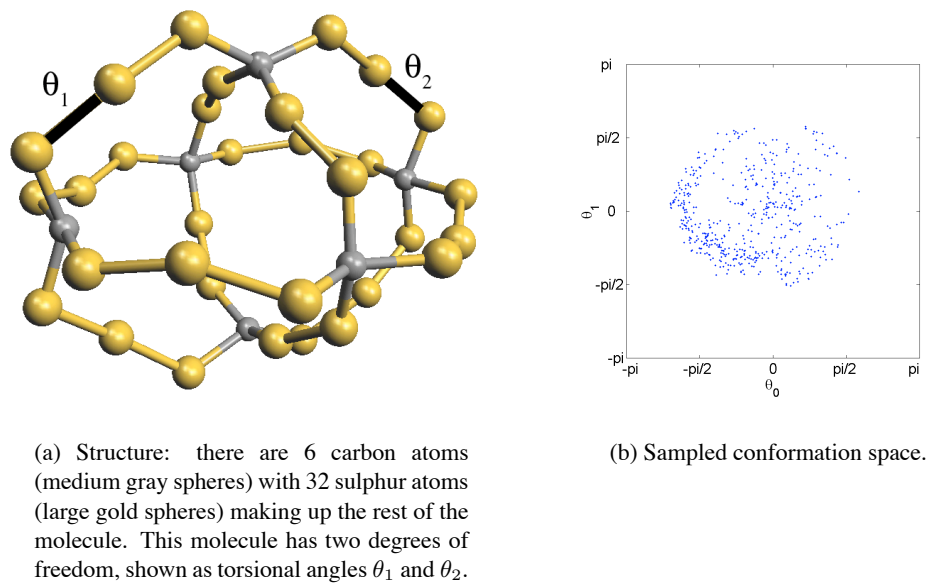 θ₁
θ₂
pi
pi/2
θ₁
0
-pi/2
-pi
-pi
-pi/2
0
pi/2
pi
θ₀
(a) Structure: there are 6 carbon atoms
(medium gray spheres) with 32 sulphur atoms
(large gold spheres) making up the rest of the
molecule. This molecule has two degrees of
freedom, shown as torsional angles θ₁ and θ₂.
(b) Sampled conformation space.